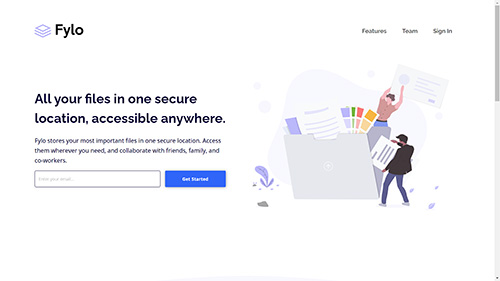 Fylo
Features
Team
Sign In
All your files in one secure
location, accessible anywhere.
Fylo stores your most important files in one secure location. Access
them wherever you need, and collaborate with friends, family, and
co-workers.
Enter your email...
Get Started